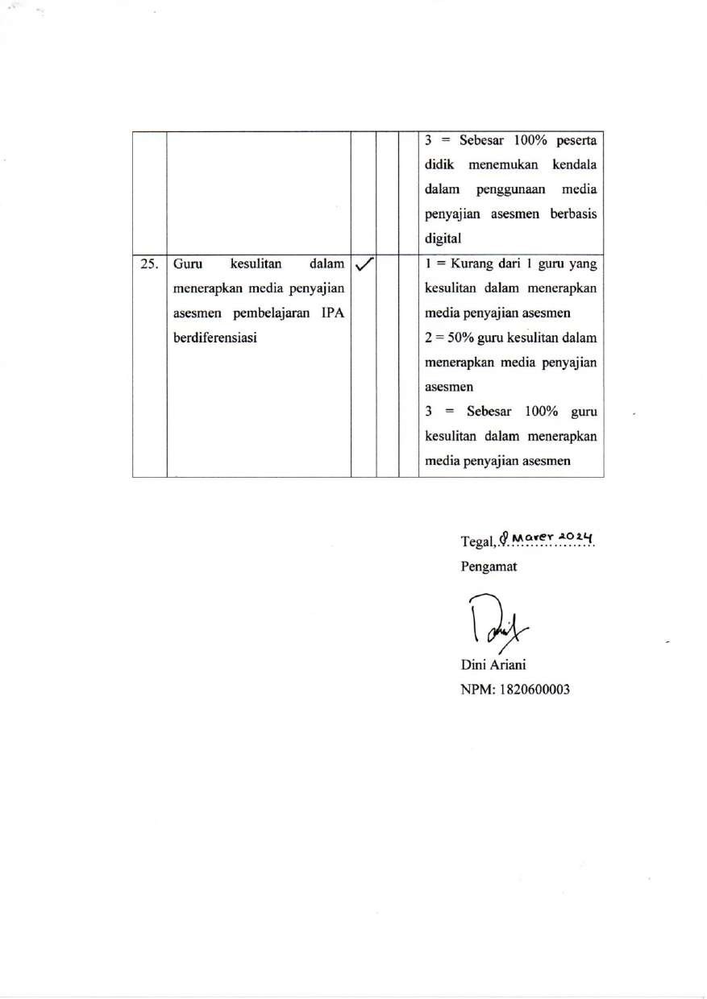 3 = Sebesar 100% peserta
didik menemukan kendala
dalam penggunaan media
penyajian asesmen berbasis
digital
25. Guru kesulitan dalam
menerapkan media penyajian
asesmen pembelajaran IPA
berdiferensiasi
✓
1 = Kurang dari 1 guru yang
kesulitan dalam menerapkan
media penyajian asesmen
2 = 50% guru kesulitan dalam
menerapkan media penyajian
asesmen
3 = Sebesar 100% guru
kesulitan dalam menerapkan
media penyajian asesmen
Tegal, 8 Maret 2024
Pengamat
Dini Ariani
NPM: 1820600003